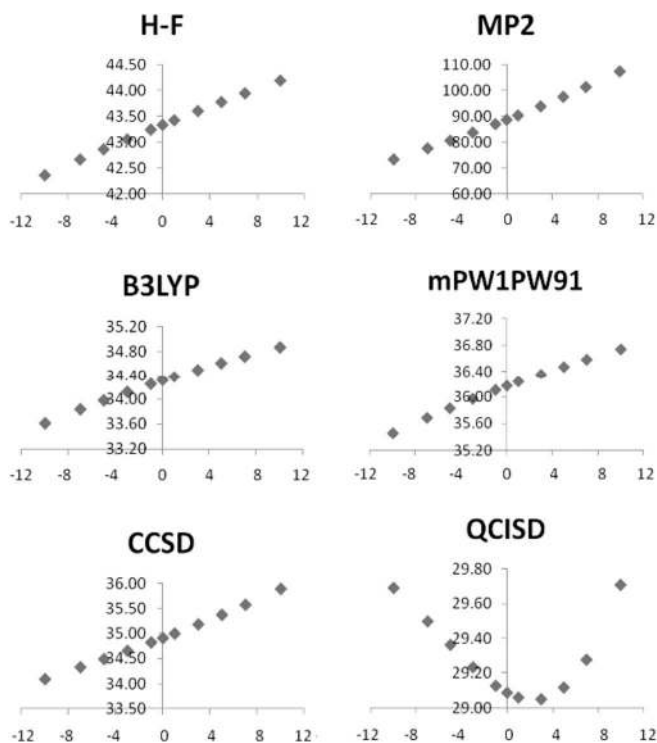 H-F
44.50
44.00
43.50
43.00
42.50
42.00
-12 -8 -4 0 4 8 12
MP2
110.00
100.00
90.00
80.00
70.00
60.00
-12 -8 -4 0 4 8 12
B3LYP
35.20
34.80
34.40
34.00
33.60
33.20
-12 -8 -4 0 4 8 12
mPW1PW91
37.20
36.80
36.40
36.00
35.60
35.20
-12 -8 -4 0 4 8 12
CCSD
36.00
35.50
35.00
34.50
34.00
33.50
-12 -8 -4 0 4 8 12
QCISD
29.80
29.60
29.40
29.20
29.00
-12 -8 -4 0 4 8 12